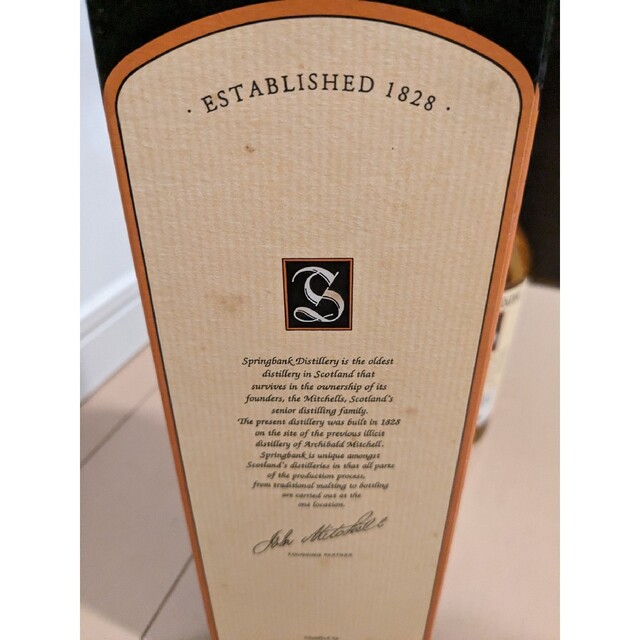 · ESTABLISHED 1828 ·
S
Springbank Distillery is the oldest
distillery in Scotland that
survives in the ownership of its
founders, the Mitchells, Scotland's
senior distilling family.
The present distillery was built in 1828
on the site of the previous illicit
distillery of Archibald Mitchell.
Springbank is unique amongst
Scotland's distilleries in that all parts
of the production process,
from traditional malting to bottling
are carried out at the
one location.
John Mitchell
FOUNDING PARTNER